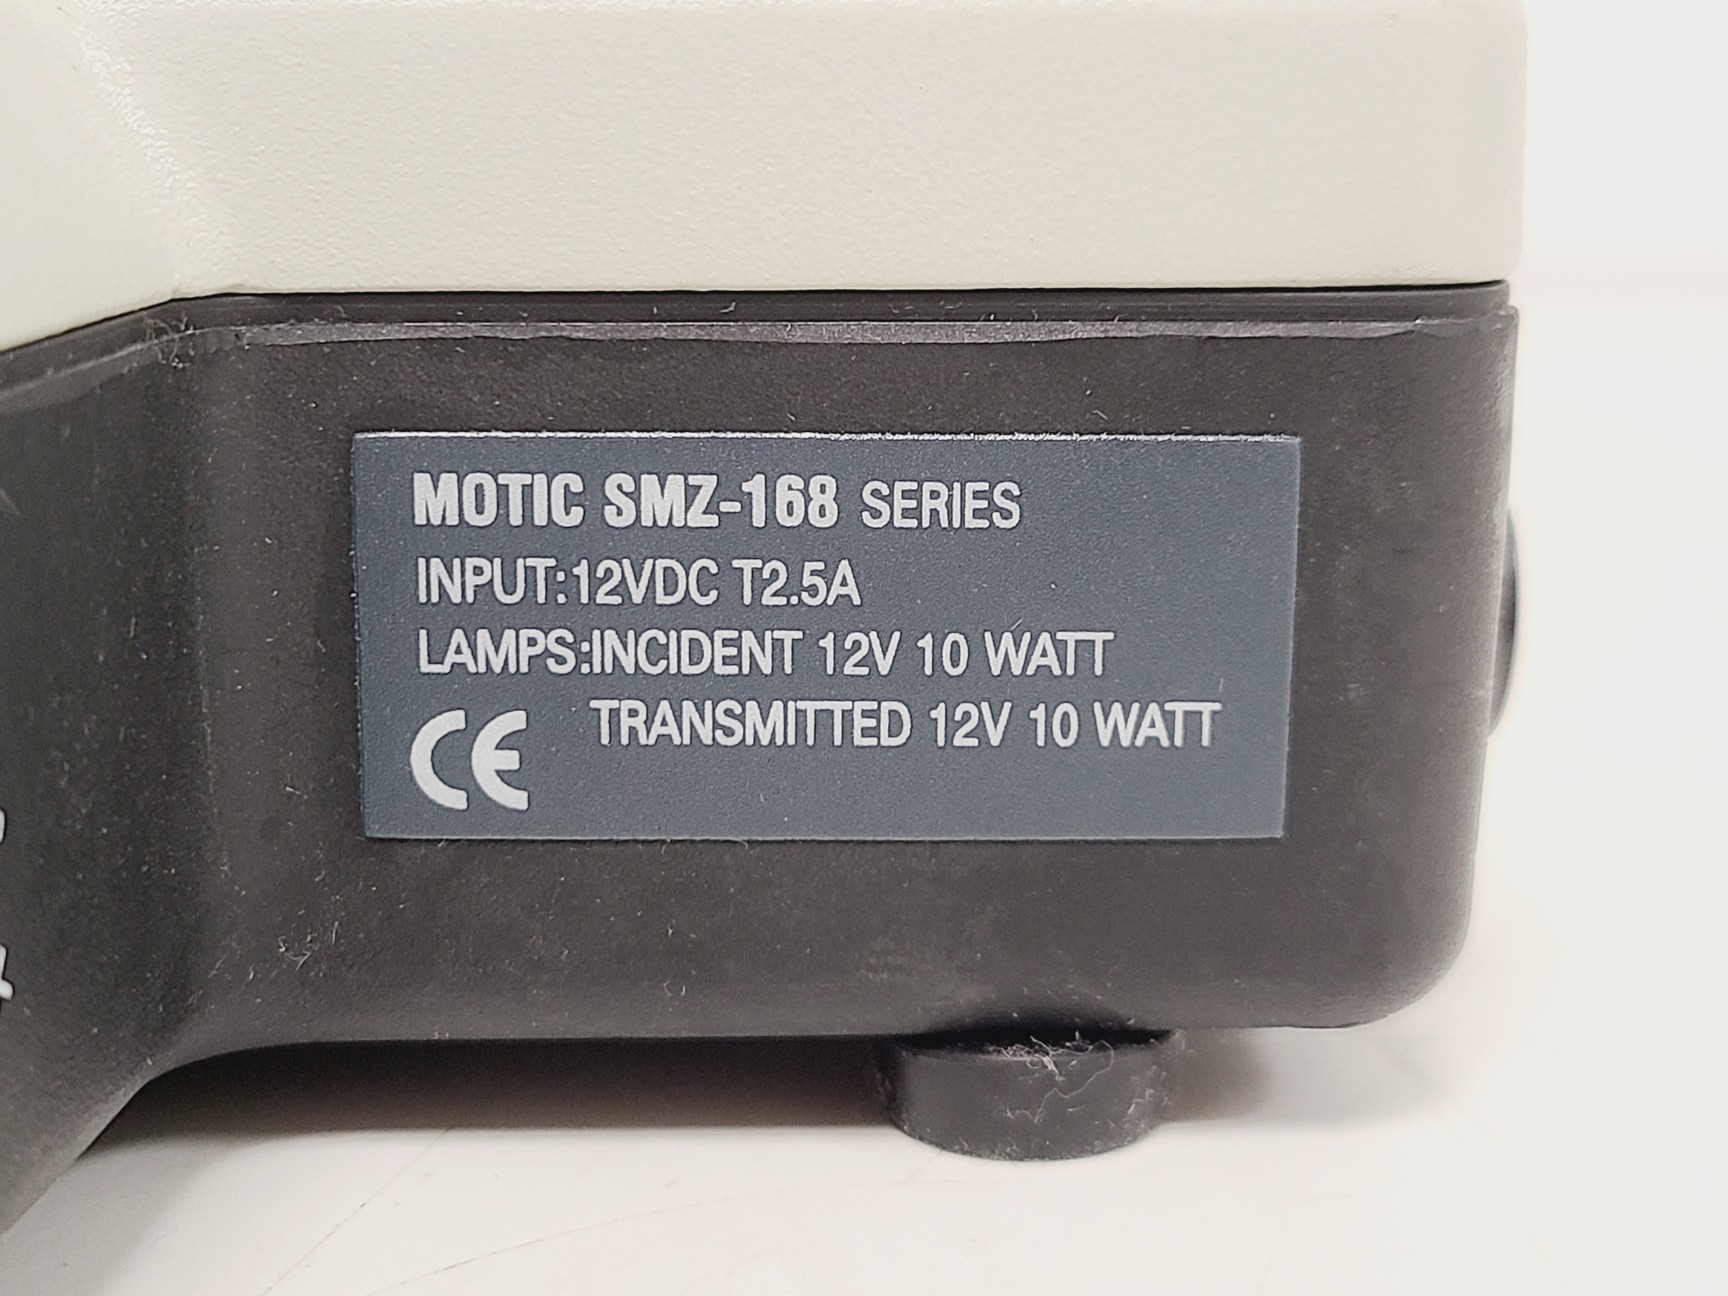 MOTIC SMZ-168 SERIES
INPUT:12VDC T2.5A
LAMPS:INCIDENT 12V 10 WATT
TRANSMITTED 12V 10 WATT
CE